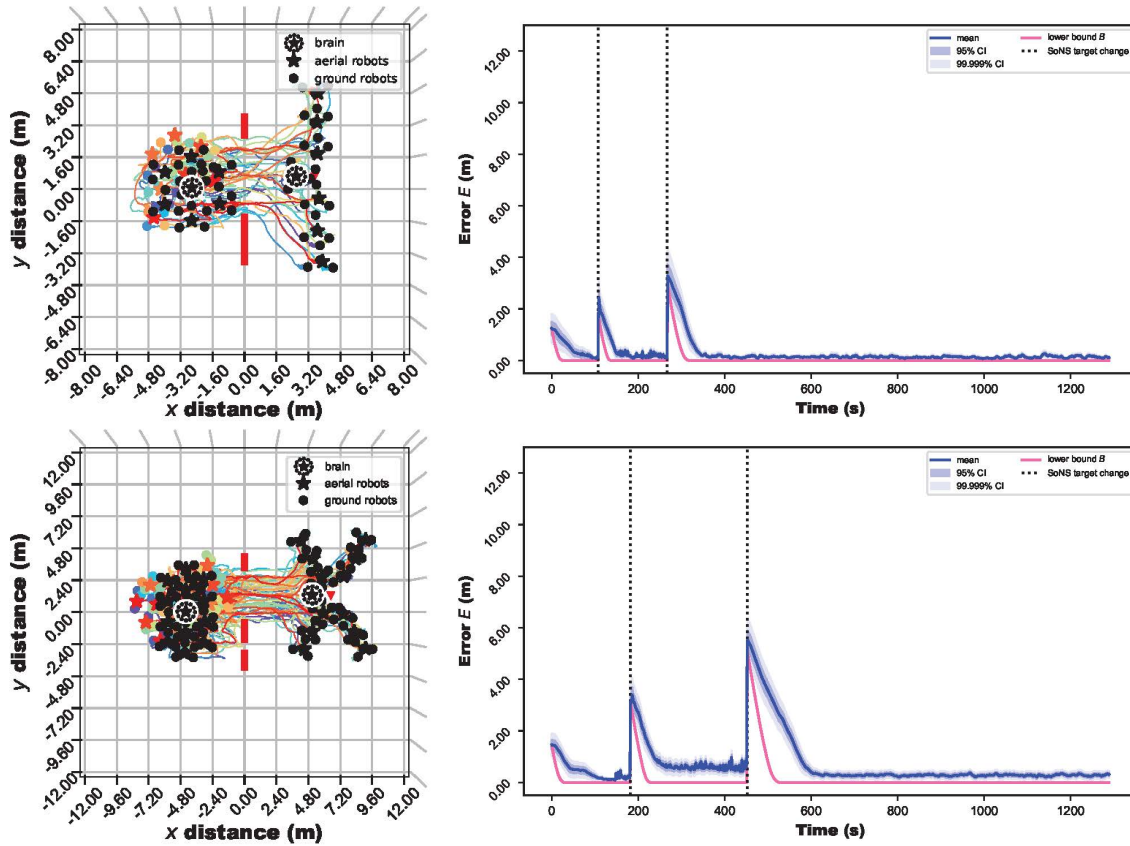 8.00
6.40
4.80
3.20
1.60
0.00
-1.60
-3.20
-4.80
-6.40
-8.00
y distance (m)
brain
aerial robots
ground robots
-8.00 -6.40 -4.80 -3.20 -1.60 0.00 1.60 3.20 4.80 6.40 8.00
x distance (m)
12.00
10.00
8.00
6.00
4.00
2.00
0.00
Error E (m)
mean
95% CI
99.999% CI
lower bound B
SoNS target change
0 200 400 600 800 1000 1200
Time (s)
12.00
9.60
7.20
4.80
2.40
0.00
-2.40
-4.80
-7.20
-9.60
-12.00
y distance (m)
brain
aerial robots
ground robots
-12.00 -9.60 -7.20 -4.80 -2.40 0.00 2.40 4.80 7.20 9.60 12.00
x distance (m)
12.00
10.00
8.00
6.00
4.00
2.00
0.00
Error E (m)
mean
95% CI
99.999% CI
lower bound B
SoNS target change
0 200 400 600 800 1000 1200
Time (s)